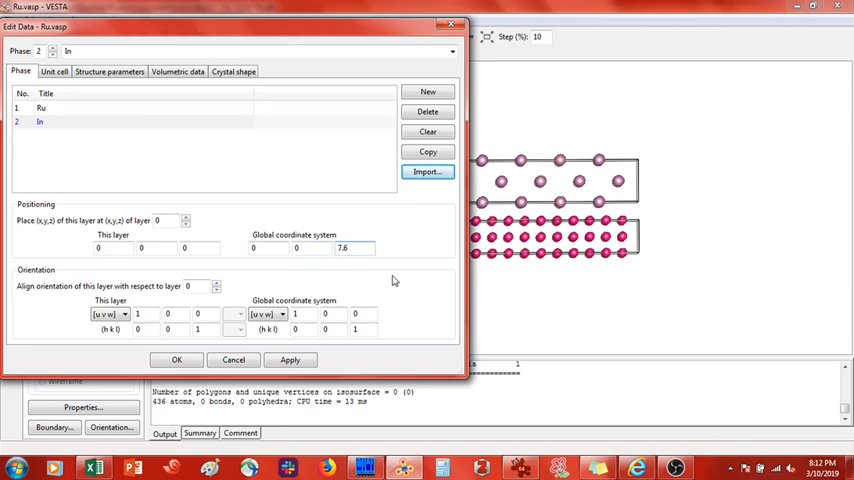 Ru.vasp - VESTA
Edit Data - Ru.vasp
Step (%): 10
Phase: 2 In
Phase Unit cell Structure parameters Volumetric data Crystal shape
No. Title
1 Ru
2 In
New
Delete
Clear
Copy
Import...
Positioning
Place (x,y,z) of this layer at (x,y,z) of layer 0
This layer Global coordinate system
0 0 0 0 0 7.6
Orientation
Align orientation of this layer with respect to layer 0
This layer Global coordinate system
[u v w] 1 0 0 [u v w] 1 0 0
(h k l) 0 0 1 (h k l) 0 0 1
OK Cancel Apply
1
==================
Wireframe
Number of polygons and unique vertices on isosurface = 0 (0)
436 atoms, 0 bonds, 0 polyhedra; CPU time = 13 ms
Properties...
Boundary... Orientation...
Output Summary Comment
8:12 PM
3/10/2019